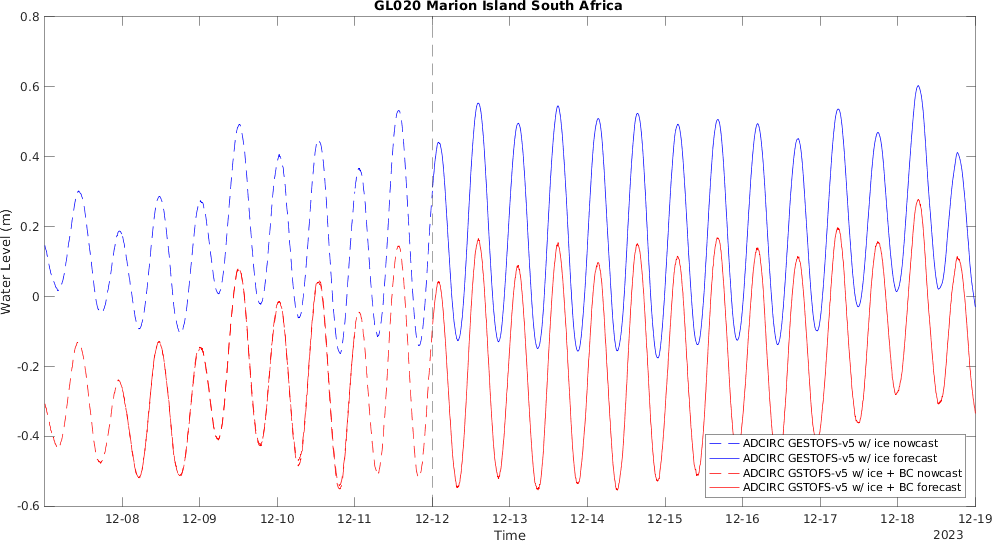 GL020 Marion Island South Africa
Water Level (m)
0.8
0.6
0.4
0.2
0
-0.2
-0.4
-0.6
ADCIRC GESTOFS-v5 w/ ice nowcast
ADCIRC GESTOFS-v5 w/ ice forecast
ADCIRC GSTOFS-v5 w/ ice + BC nowcast
ADCIRC GSTOFS-v5 w/ ice + BC forecast
12-08 12-09 12-10 12-11 12-12 12-13 12-14 12-15 12-16 12-17 12-18 12-19
Time
2023